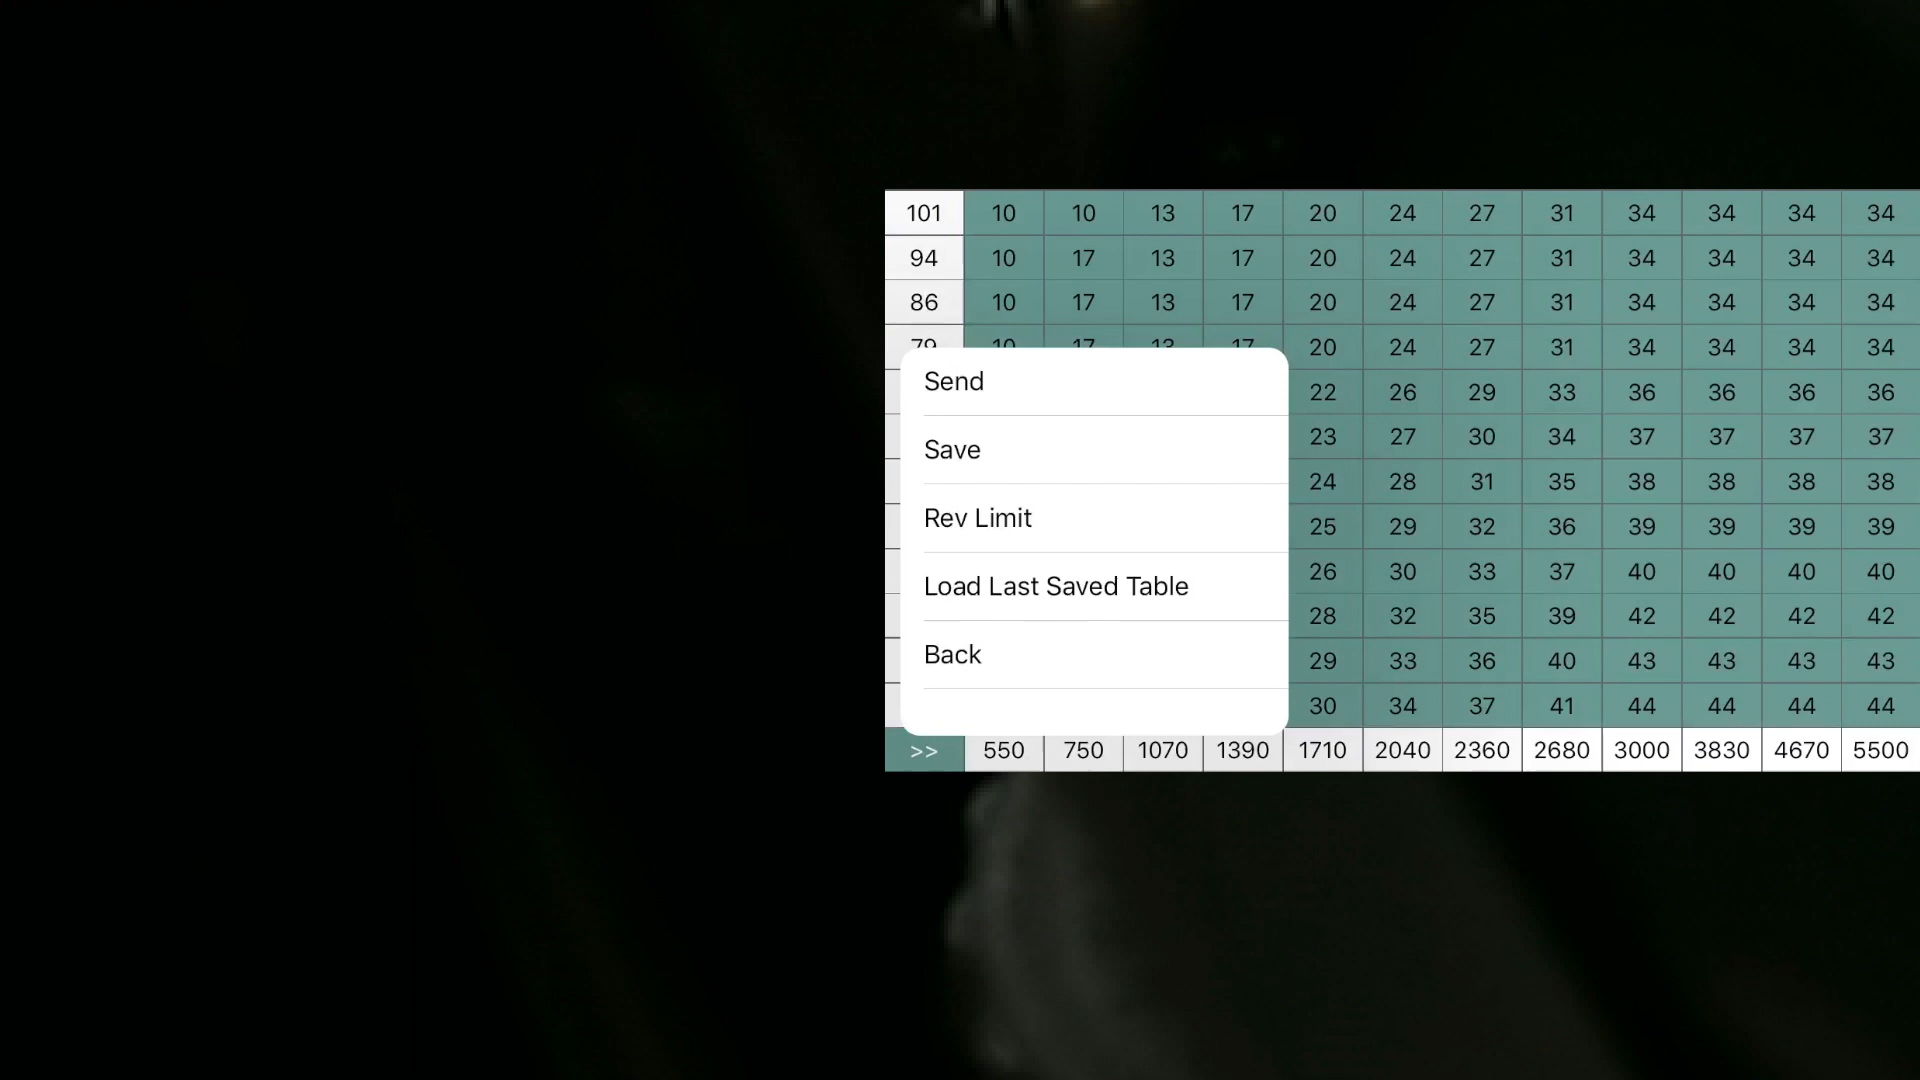 101 10 10 13 17 20 24 27 31 34 34 34 34
94 10 17 13 17 20 24 27 31 34 34 34 34
86 10 17 13 17 20 24 27 31 34 34 34 34
79 10 17 13 17 20 24 27 31 34 34 34 34
Send
22 26 29 33 36 36 36 36
23 27 30 34 37 37 37 37
Save
24 28 31 35 38 38 38 38
Rev Limit
25 29 32 36 39 39 39 39
26 30 33 37 40 40 40 40
Load Last Saved Table
28 32 35 39 42 42 42 42
Back
29 33 36 40 43 43 43 43
30 34 37 41 44 44 44 44
>> 550 750 1070 1390 1710 2040 2360 2680 3000 3830 4670 5500